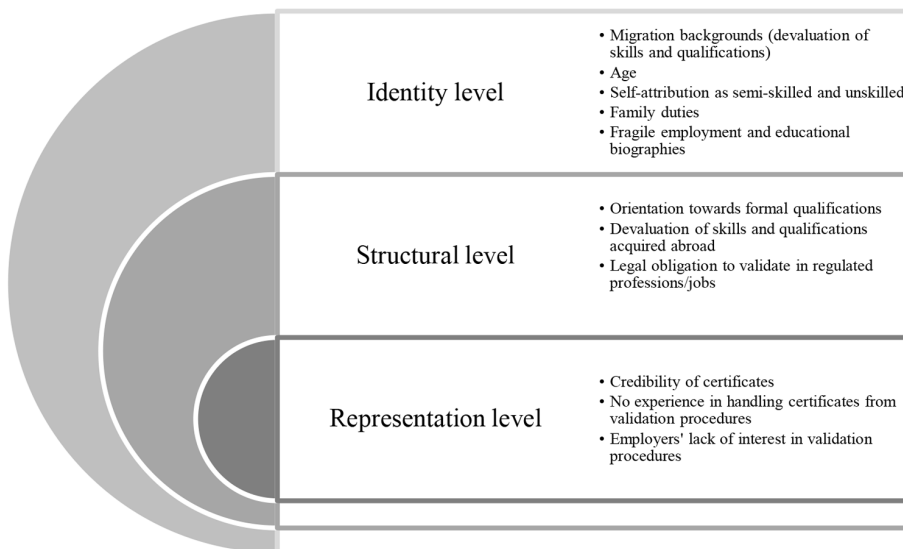 Identity level
• Migration backgrounds (devaluation of
skills and qualifications)
• Age
• Self-attribution as semi-skilled and unskilled
• Family duties
• Fragile employment and educational
biographies
Structural level
• Orientation towards formal qualifications
• Devaluation of skills and qualifications
acquired abroad
• Legal obligation to validate in regulated
professions/jobs
Representation level
• Credibility of certificates
• No experience in handling certificates from
validation procedures
• Employers' lack of interest in validation
procedures